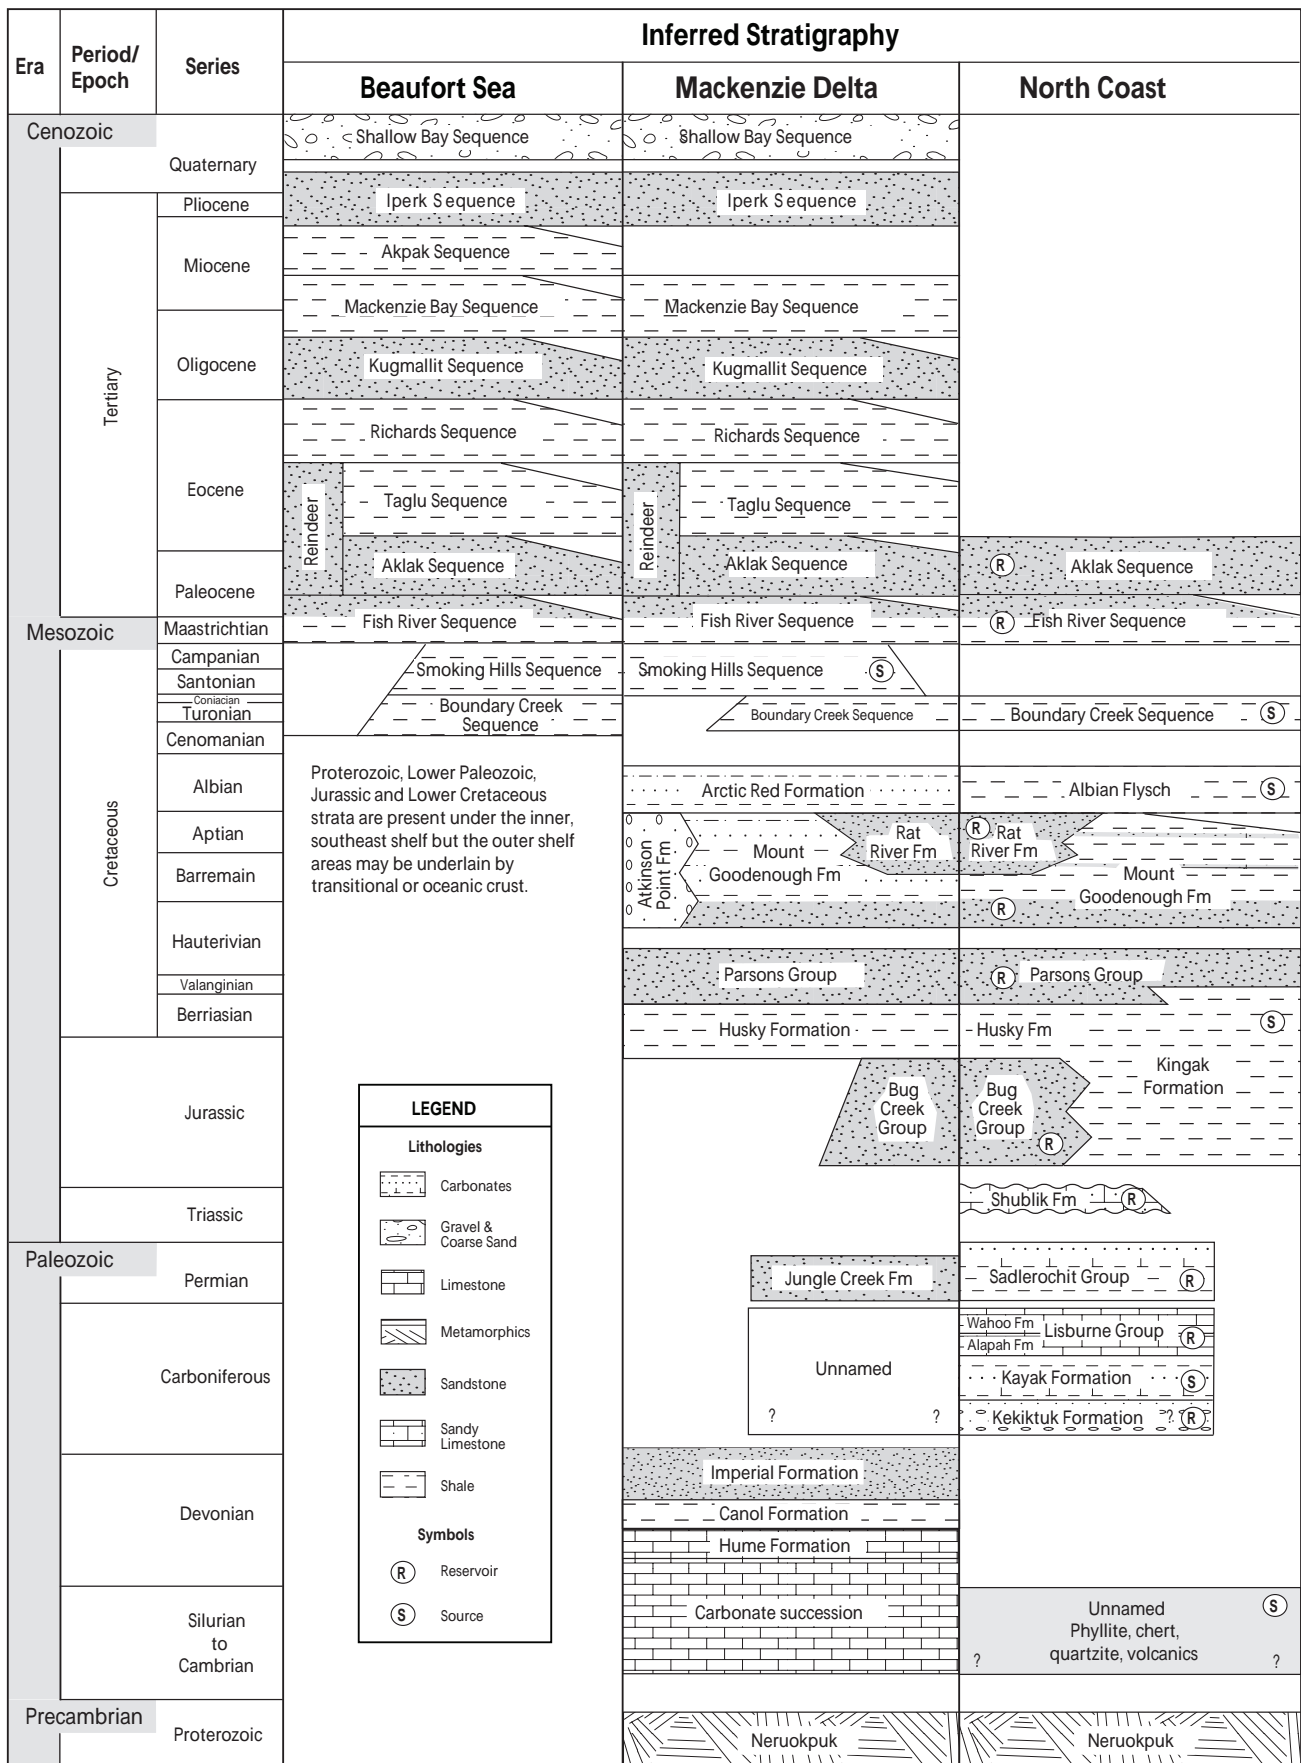 Era
Period/
Epoch
Series
Inferred Stratigraphy
Beaufort Sea
Mackenzie Delta
North Coast
Cenozoic
Quaternary
Tertiary
Pliocene
Miocene
Oligocene
Eocene
Paleocene
Mesozoic
Cretaceous
Maastrichtian
Campanian
Santonian
Coniacian
Turonian
Cenomanian
Albian
Aptian
Barremain
Hauterivian
Valanginian
Berriasian
Jurassic
Triassic
Paleozoic
Permian
Carboniferous
Devonian
Silurian
to
Cambrian
Precambrian
Proterozoic
Shallow Bay Sequence
Iperk Sequence
Akpak Sequence
Mackenzie Bay Sequence
Kugmallit Sequence
Richards Sequence
Reindeer
Taglu Sequence
Aklak Sequence
Fish River Sequence
Smoking Hills Sequence
Boundary Creek
Sequence
Proterozoic, Lower Paleozoic,
Jurassic and Lower Cretaceous
strata are present under the inner,
southeast shelf but the outer shelf
areas may be underlain by
transitional or oceanic crust.
LEGEND
Lithologies
Carbonates
Gravel &
Coarse Sand
Limestone
Metamorphics
Sandstone
Sandy
Limestone
Shale
Symbols
R Reservoir
S Source
Shallow Bay Sequence
Iperk Sequence
Mackenzie Bay Sequence
Kugmallit Sequence
Richards Sequence
Reindeer
Taglu Sequence
Aklak Sequence
Fish River Sequence
Smoking Hills Sequence S
Boundary Creek Sequence
Arctic Red Formation
Atkinson
Point Fm
Mount
Goodenough Fm
Rat
River Fm
Parsons Group
Husky Formation
Bug
Creek
Group
Jungle Creek Fm
Unnamed
? ?
Imperial Formation
Canol Formation
Hume Formation
Carbonate succession
Neruokpuk
R Aklak Sequence
R Fish River Sequence
Boundary Creek Sequence S
Albian Flysch S
R Rat
River Fm
Mount
Goodenough Fm
R
R Parsons Group
Husky Fm S
Kingak
Formation
Bug
Creek
Group
R
Shublik Fm R
Sadlerochit Group R
Wahoo Fm
Lisburne Group R
Alapah Fm
Kayak Formation S
Kekiktuk Formation ? R
Unnamed S
Phyllite, chert,
quartzite, volcanics
? ?
Neruokpuk